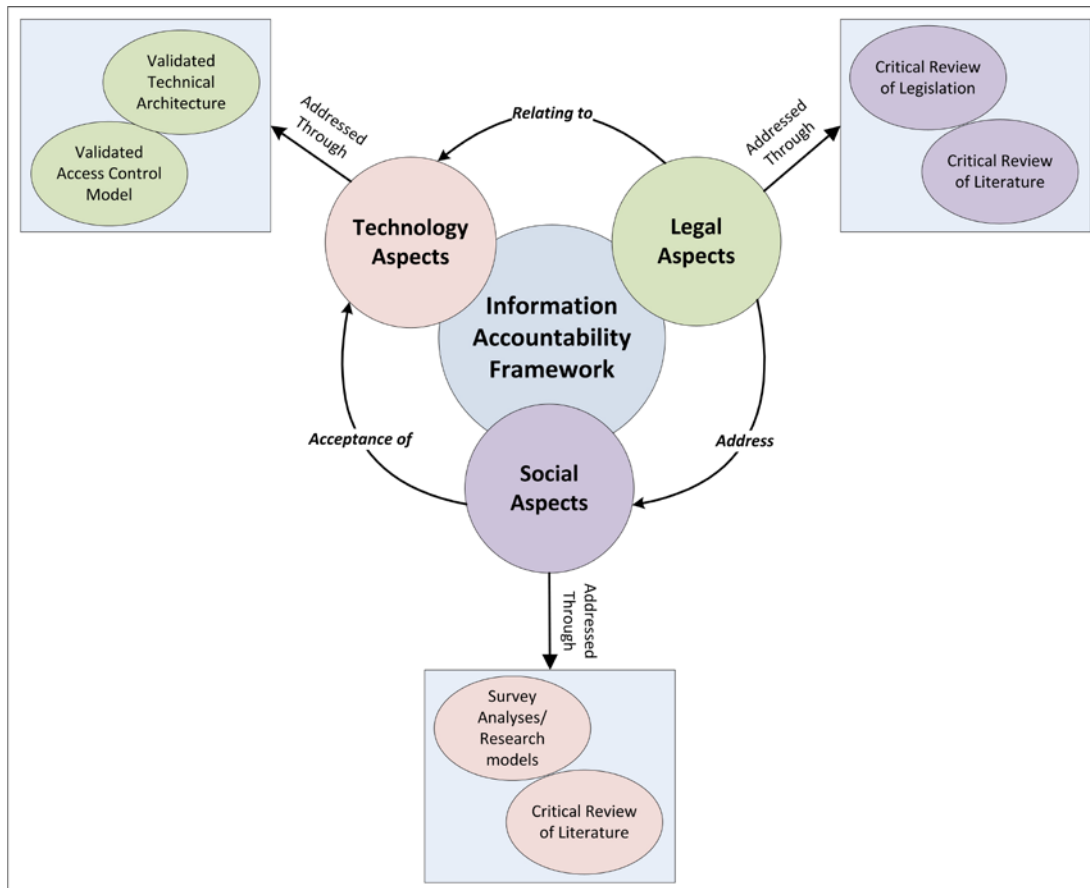 Validated
Technical
Architecture
Validated
Access Control
Model
Addressed
Through
Relating to
Addressed
Through
Critical Review
of Legislation
Critical Review
of Literature
Technology
Aspects
Legal
Aspects
Information
Accountability
Framework
Acceptance of
Address
Social
Aspects
Addressed
Through
Survey
Analyses/
Research
models
Critical Review
of Literature